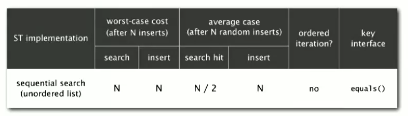 ST implementation
worst-case cost
(after N inserts)
average case
(after N random inserts)
ordered
iteration?
key
interface
search insert search hit insert
sequential search
(unordered list)
N N N / 2 N no equals()